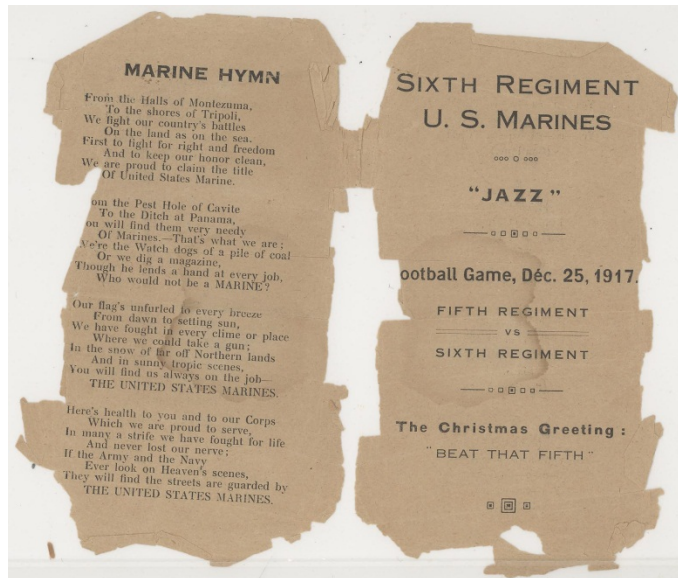 MARINE HYMN
From the Halls of Montezuma,
To the shores of Tripoli,
We fight our country's battles
On the land as on the sea.
First to fight for right and freedom
And to keep our honor clean,
We are proud to claim the title
Of United States Marine.
om the Pest Hole of Cavite
To the Ditch at Panama,
ou will find them very needy
Of Marines.—That's what we are;
We're the Watch dogs of a pile of coal
Or we dig a magazine,
Though he lends a hand at every job,
Who would not be a MARINE?
Our flag's unfurled to every breeze
From dawn to setting sun,
We have fought in every clime or place
Where we could take a gun;
In the snow of far off Northern lands
And in sunny tropic scenes,
You will find us always on the job—
THE UNITED STATES MARINES.
Here's health to you and to our Corps
Which we are proud to serve,
In many a strife we have fought for life
And never lost our nerve;
If the Army and the Navy
Ever look on Heaven's scenes,
They will find the streets are guarded by
THE UNITED STATES MARINES.
SIXTH REGIMENT
U. S. MARINES
"JAZZ"
ootball Game, Déc. 25, 1917.
FIFTH REGIMENT
VS
SIXTH REGIMENT
The Christmas Greeting:
"BEAT THAT FIFTH"